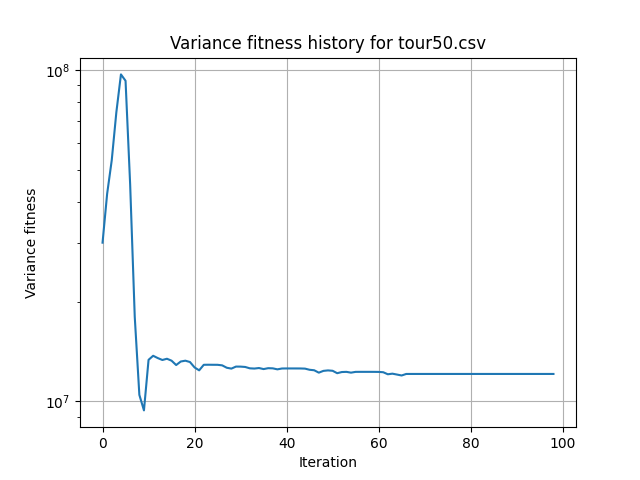 Variance fitness history for tour50.csv
10⁸
Variance fitness
10⁷
0 20 40 60 80 100
Iteration